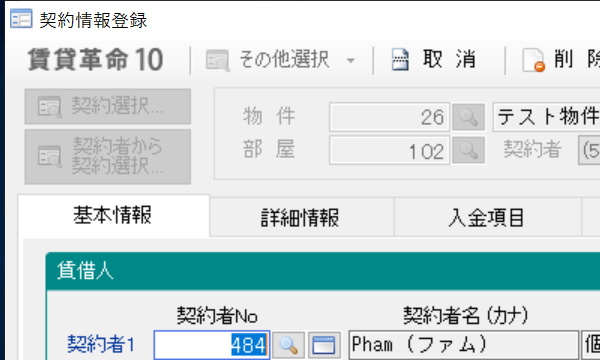 契約情報登録
賃貸革命10 その他選択 取 消 削 除
契約選択...
契約者から
契約選択...
物 件 26 テスト物件
部 屋 102 契約者 (5
基本情報 詳細情報 入金項目
賃借人
契約者No 契約者名(カナ)
契約者1 484 Pham (ファム) 個